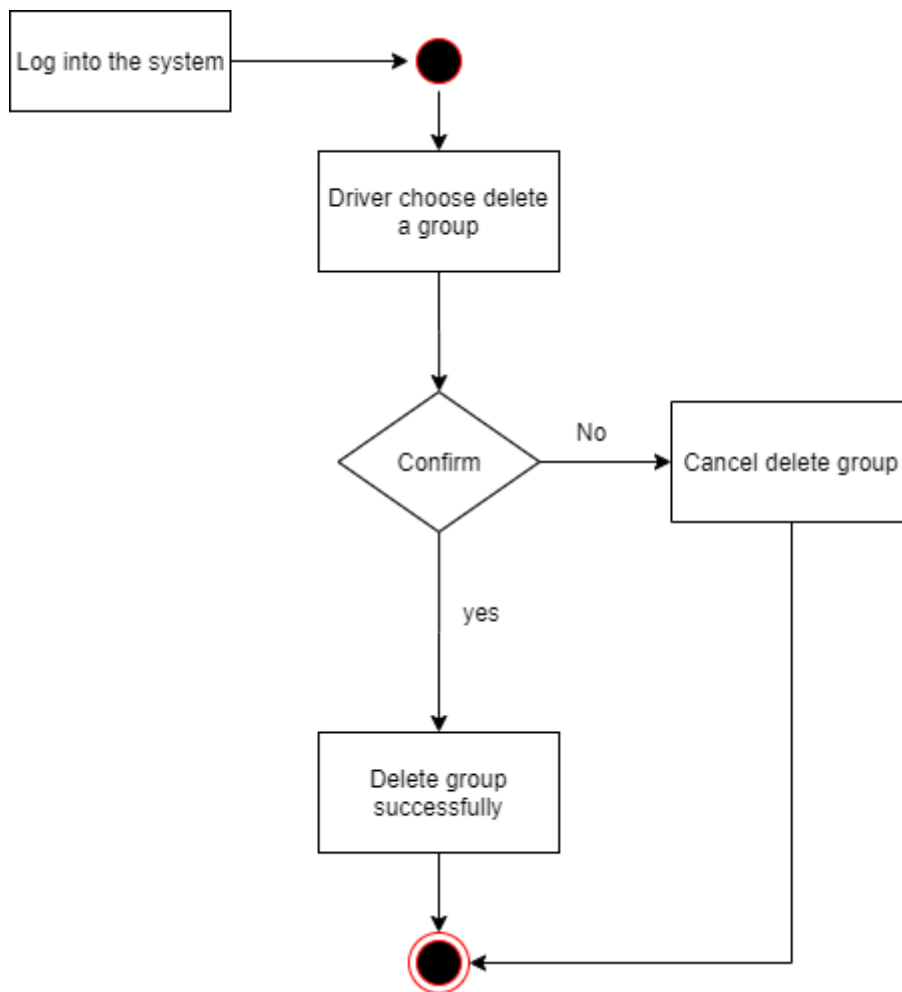 Log into the system
Driver choose delete
a group
Confirm
No
Cancel delete group
yes
Delete group
successfully